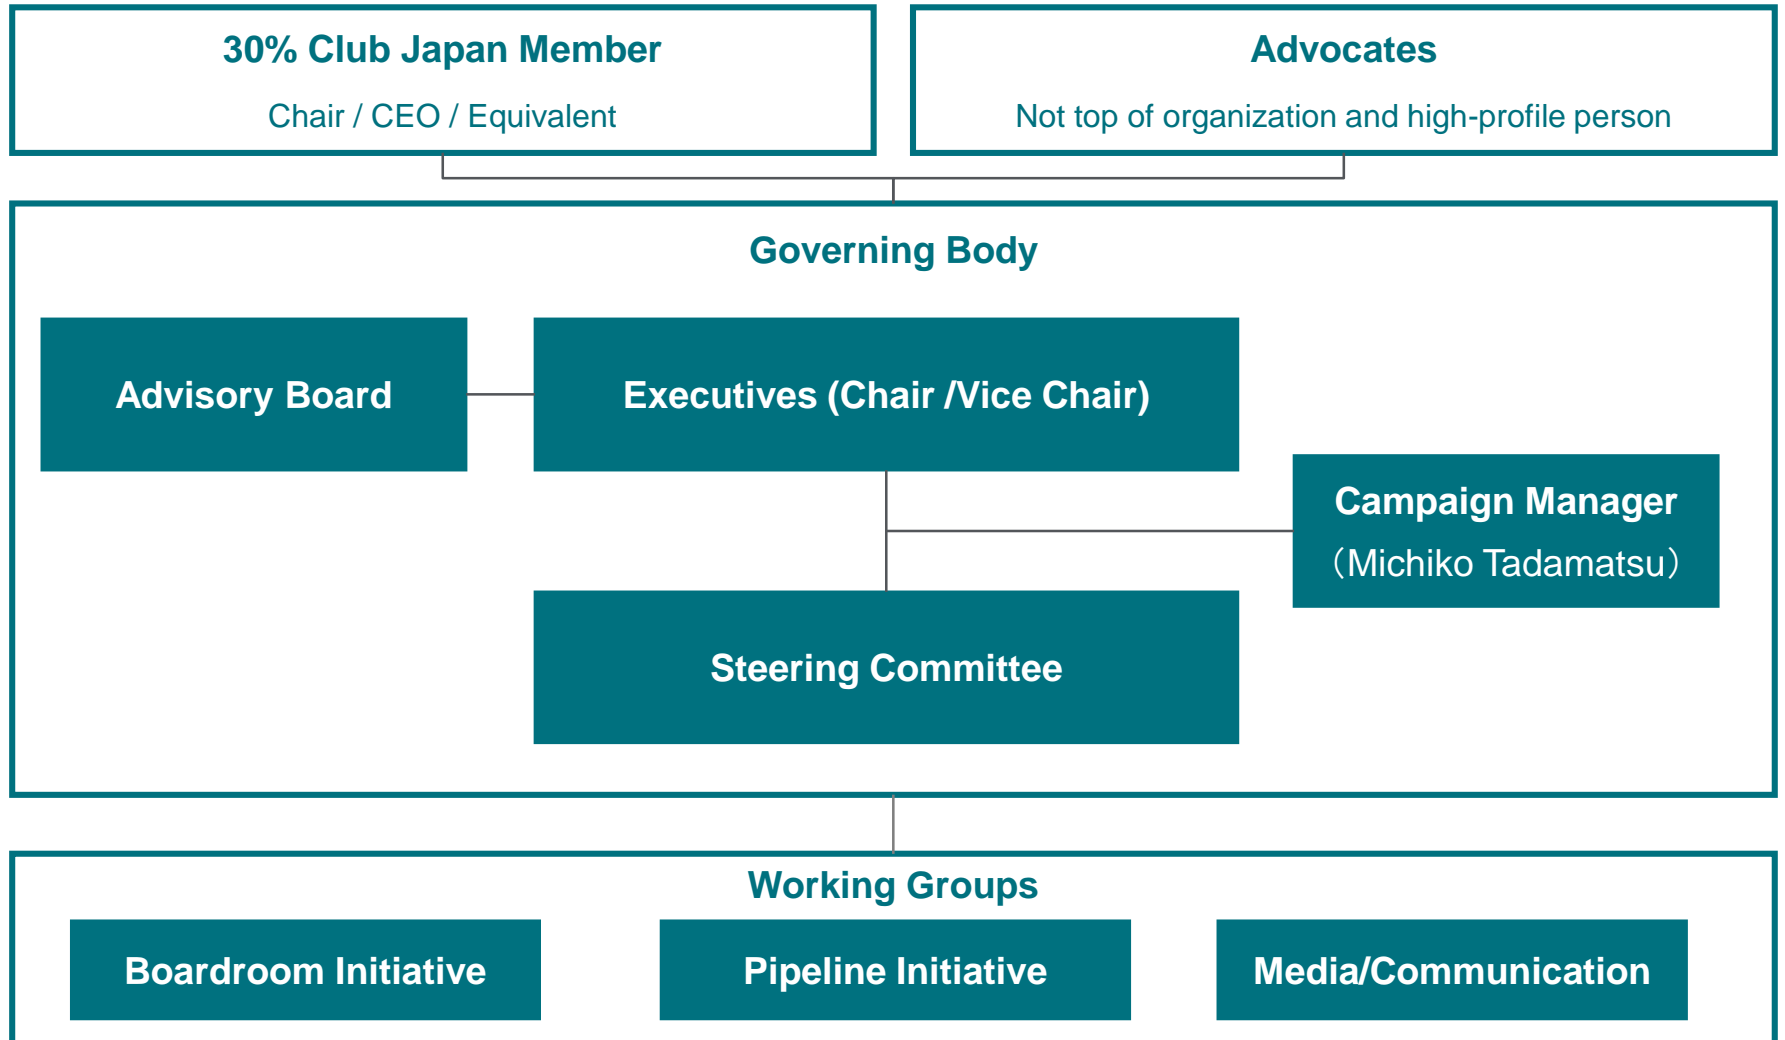 30% Club Japan Member
Chair / CEO / Equivalent
Advocates
Not top of organization and high-profile person
Governing Body
Advisory Board
Executives (Chair /Vice Chair)
Campaign Manager
（Michiko Tadamatsu）
Steering Committee
Working Groups
Boardroom Initiative
Pipeline Initiative
Media/Communication